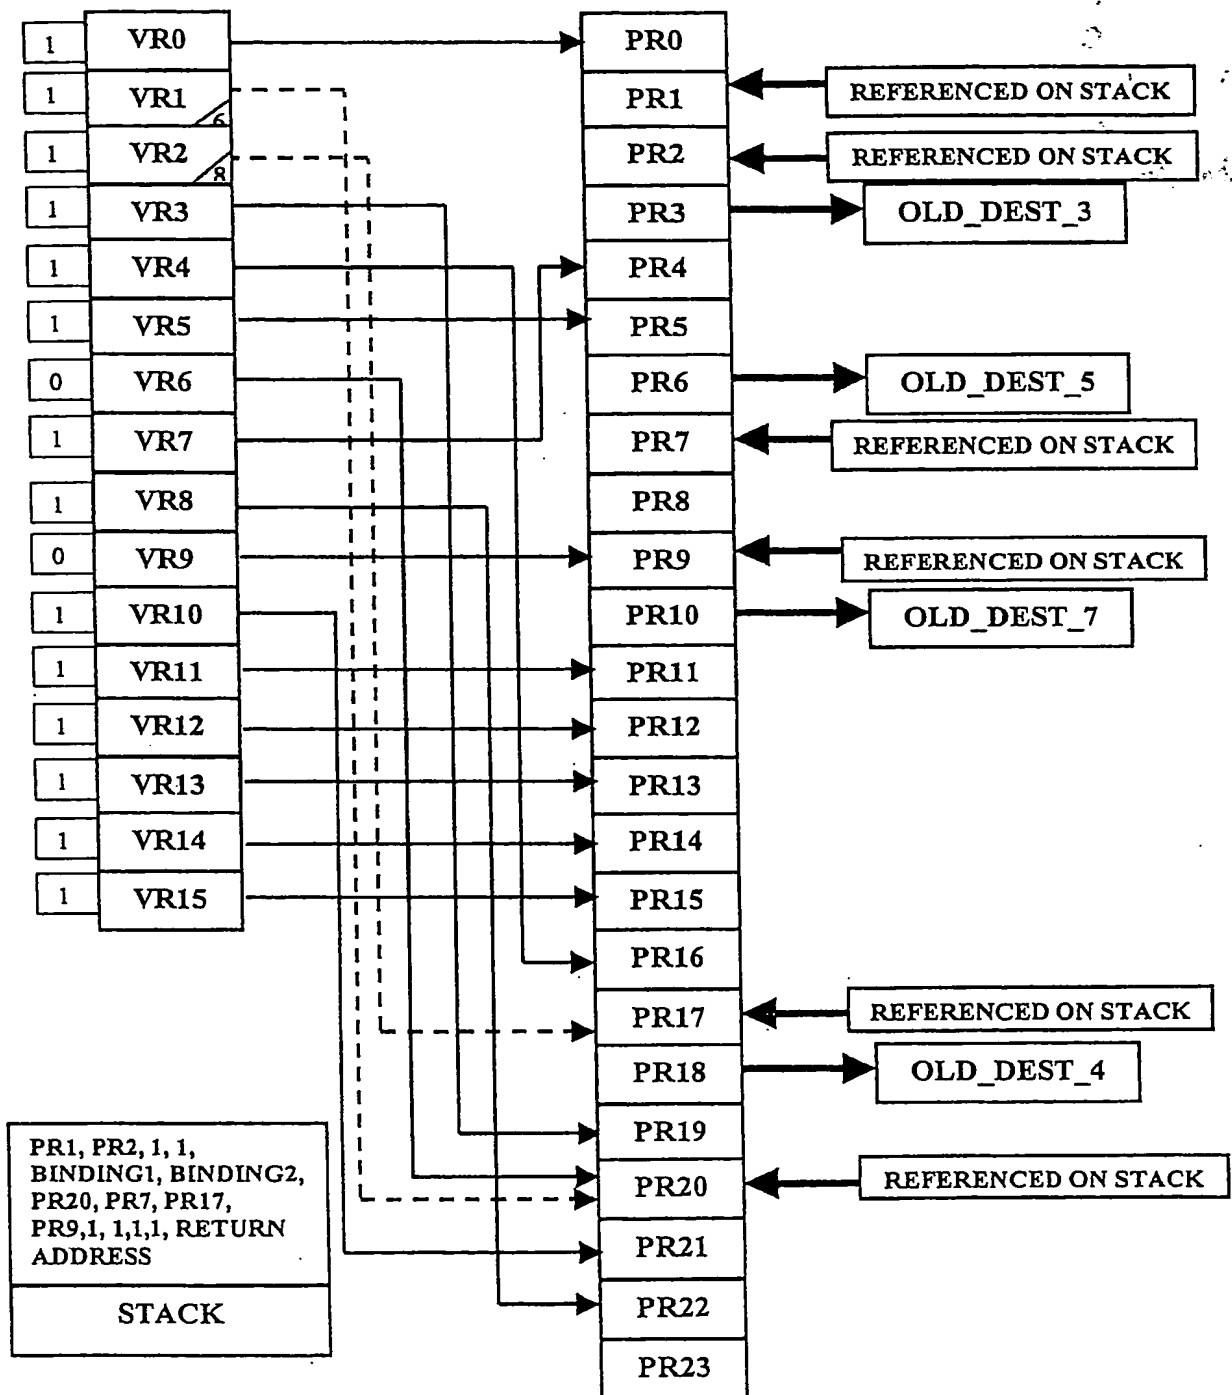 1 VR0 PR0
1 VR1 6 PR1 REFERENCED ON STACK
1 VR2 8 PR2 REFERENCED ON STACK
1 VR3 PR3 OLD_DEST_3
1 VR4 PR4
1 VR5 PR5
0 VR6 PR6 OLD_DEST_5
1 VR7 PR7 REFERENCED ON STACK
1 VR8 PR8
0 VR9 PR9 REFERENCED ON STACK
1 VR10 PR10 OLD_DEST_7
1 VR11 PR11
1 VR12 PR12
1 VR13 PR13
1 VR14 PR14
1 VR15 PR15
PR16
PR17 REFERENCED ON STACK
PR18 OLD_DEST_4
PR19
PR20 REFERENCED ON STACK
PR21
PR22
PR23
PR1, PR2, 1, 1,
BINDING1, BINDING2,
PR20, PR7, PR17,
PR9,1, 1,1,1, RETURN
ADDRESS
STACK